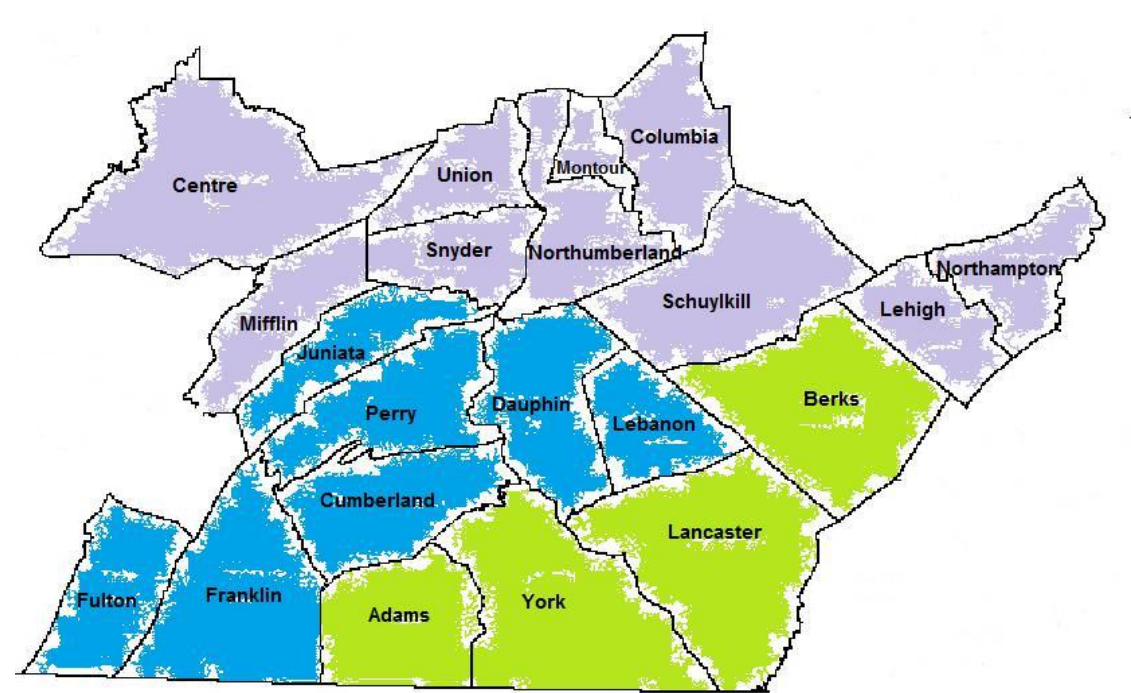 Columbia
Montour
Union
Centre
Snyder
Northumberland
Northampton
Schuylkill
Lehigh
Mifflin
Juniata
Berks
Perry
Dauphin
Lebanon
Cumberland
Lancaster
Fulton
Franklin
York
Adams